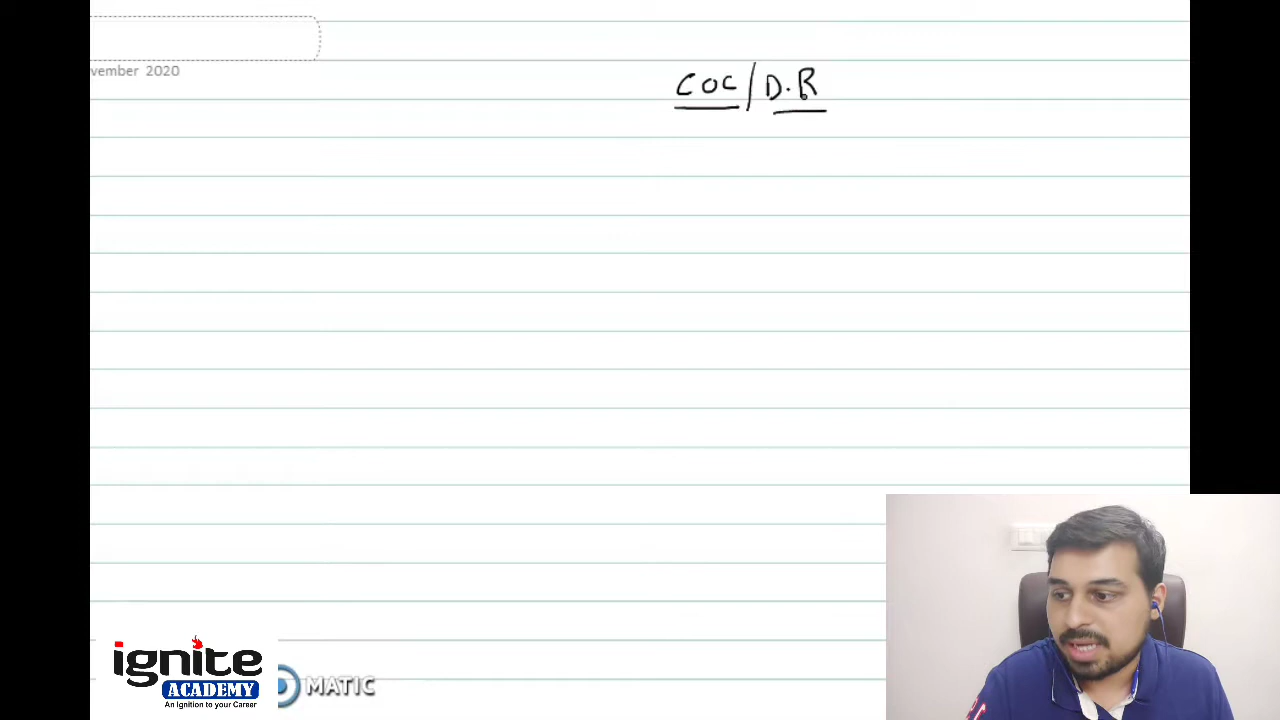 vember 2020
COC/D.R
ignite
ACADEMY
An Ignition to your Career
MATIC